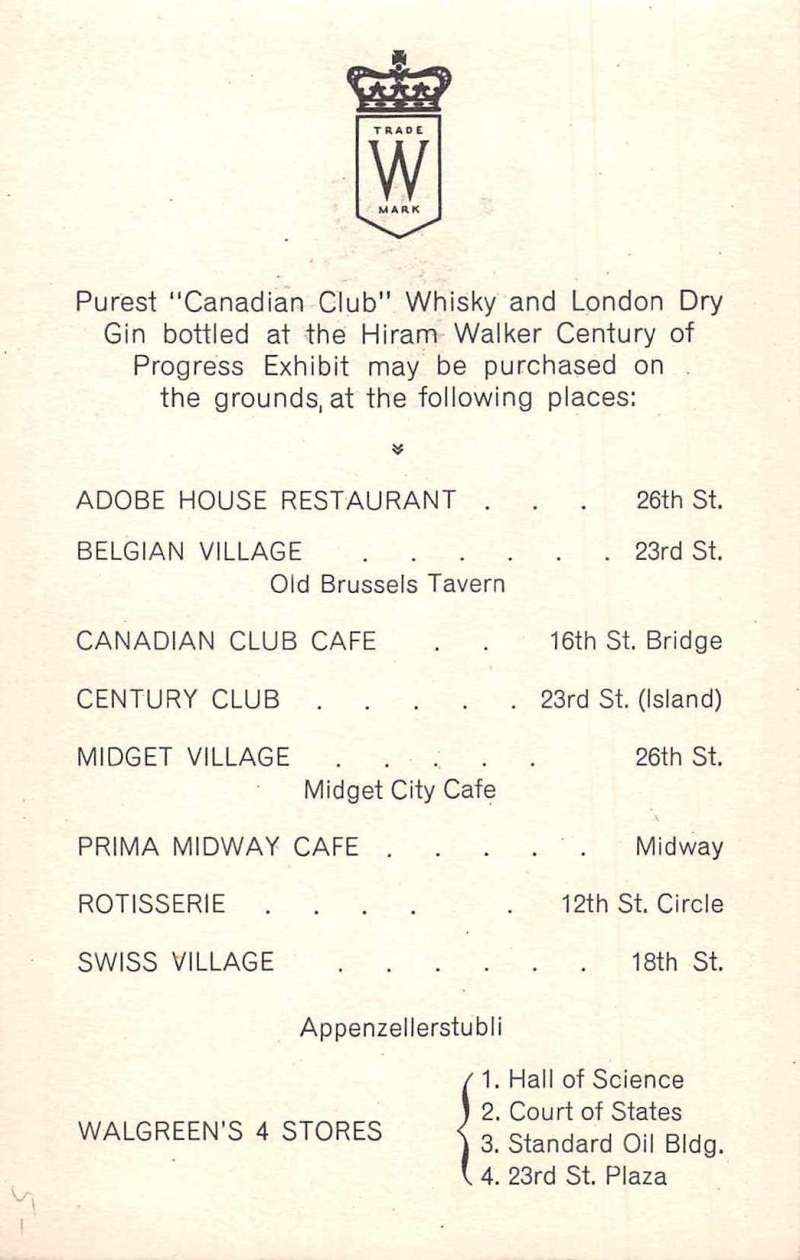 TRADE
W
MARK
Purest "Canadian Club" Whisky and London Dry
Gin bottled at the Hiram Walker Century of
Progress Exhibit may be purchased on
the grounds, at the following places:
ADOBE HOUSE RESTAURANT . . . 26th St.
BELGIAN VILLAGE . . . . . . 23rd St.
Old Brussels Tavern
CANADIAN CLUB CAFE . . 16th St. Bridge
CENTURY CLUB . . . . . 23rd St. (Island)
MIDGET VILLAGE . . . . . 26th St.
Midget City Cafe
PRIMA MIDWAY CAFE . . . . . Midway
ROTISSERIE . . . . . 12th St. Circle
SWISS VILLAGE . . . . . . 18th St.
Appenzellerstubli
WALGREEN'S 4 STORES
1. Hall of Science
2. Court of States
3. Standard Oil Bldg.
4. 23rd St. Plaza